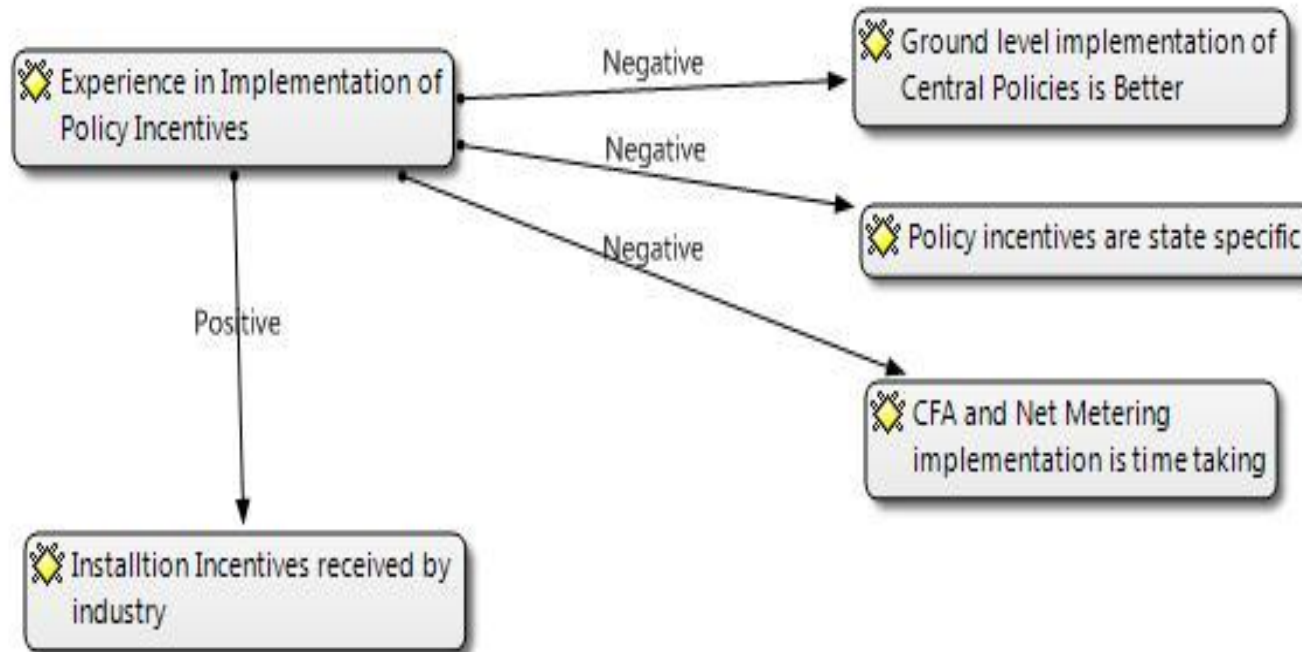 Experience in Implementation of
Policy Incentives
Negative
Ground level implementation of
Central Policies is Better
Negative
Policy incentives are state specific
Negative
CFA and Net Metering
implementation is time taking
Positive
Installtion Incentives received by
industry